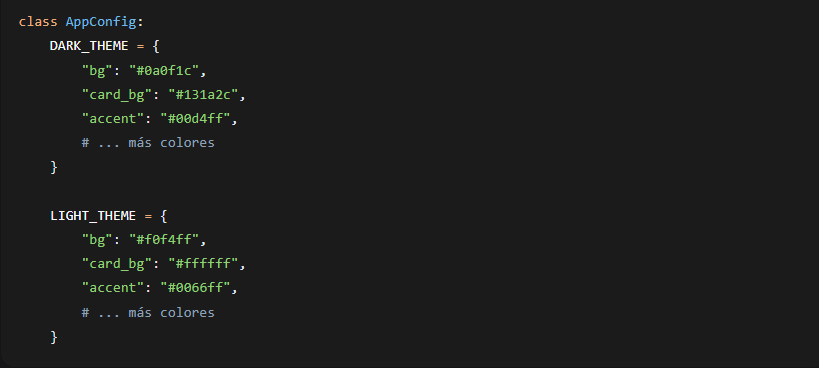 class AppConfig:
    DARK_THEME = {
        "bg": "#0a0f1c",
        "card_bg": "#131a2c",
        "accent": "#00d4ff",
        # ... más colores
    }

    LIGHT_THEME = {
        "bg": "#f0f4ff",
        "card_bg": "#ffffff",
        "accent": "#0066ff",
        # ... más colores
    }